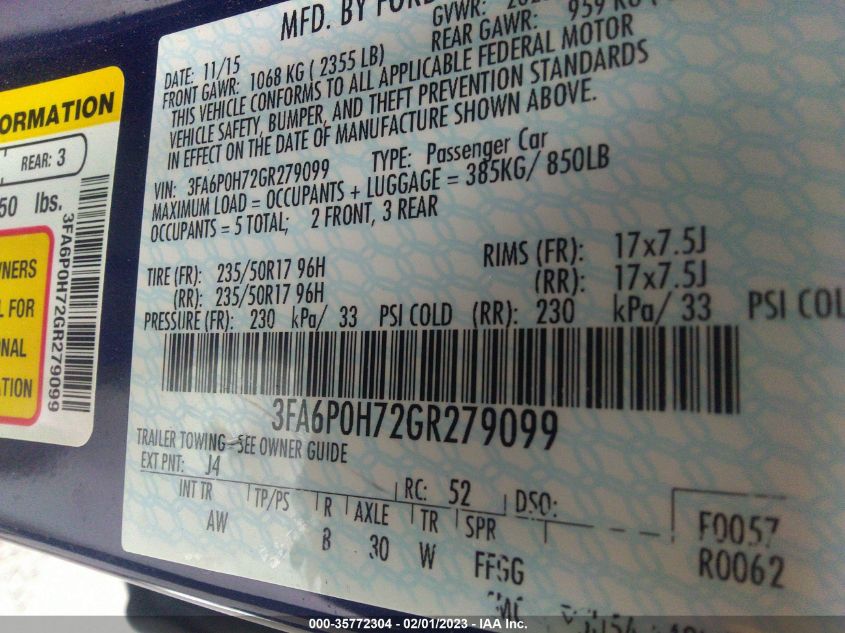 ORMATION
REAR: 3
50 lbs.
3FA6P0H72GR279099
WNERS
L FOR
ONAL
ATION
MFD. BY FORD
GVWR:
DATE: 11/15
FRONT GAWR: 1068 KG ( 2355 LB)
REAR GAWR: 959 KG (
THIS VEHICLE CONFORMS TO ALL APPLICABLE FEDERAL MOTOR
VEHICLE SAFETY, BUMPER, AND THEFT PREVENTION STANDARDS
IN EFFECT ON THE DATE OF MANUFACTURE SHOWN ABOVE.
VIN: 3FA6P0H72GR279099 TYPE: Passenger Car
MAXIMUM LOAD = OCCUPANTS + LUGGAGE = 385KG/ 850LB
OCCUPANTS = 5 TOTAL; 2 FRONT, 3 REAR
TIRE (FR): 235/50R17 96H RIMS (FR): 17x7.5J
(RR): 235/50R17 96H (RR): 17x7.5J
PRESSURE (FR): 230 kPa/ 33 PSI COLD (RR): 230 kPa/ 33 PSI COL
3FA6P0H72GR279099
TRAILER TOWING - SEE OWNER GUIDE
EXT PNT: J4 RC: 52 DSO:
INT TR TP/PS R AXLE TR SPR F0057
AW B 30 W FFGG R0062
000-35772304 - 02/01/2023 - IAA Inc.